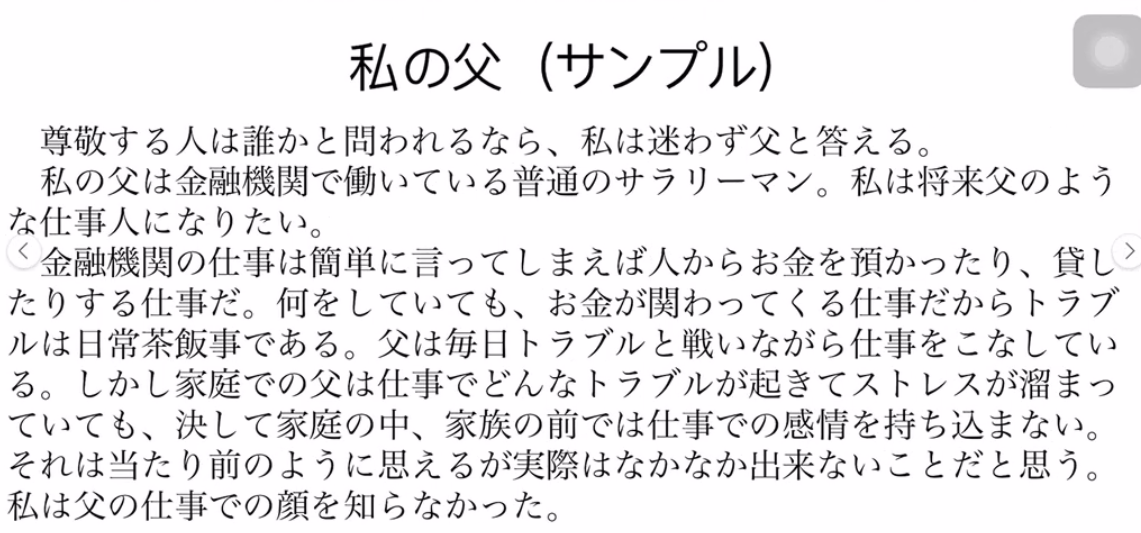 私の父（サンプル）
　尊敬する人は誰かと問われるなら、私は迷わず父と答える。
　私の父は金融機関で働いている普通のサラリーマン。私は将来父のよう
な仕事人になりたい。
　金融機関の仕事は簡単に言ってしまえば人からお金を預かったり、貸し
たりする仕事だ。何をしていても、お金が関わってくる仕事だからトラブ
ルは日常茶飯事である。父は毎日トラブルと戦いながら仕事をこなしてい
る。しかし家庭での父は仕事でどんなトラブルが起きてストレスが溜まっ
ていても、決して家庭の中、家族の前では仕事での感情を持ち込まない。
それは当たり前のように思えるが実際はなかなか出来ないことだと思う。
私は父の仕事での顔を知らなかった。